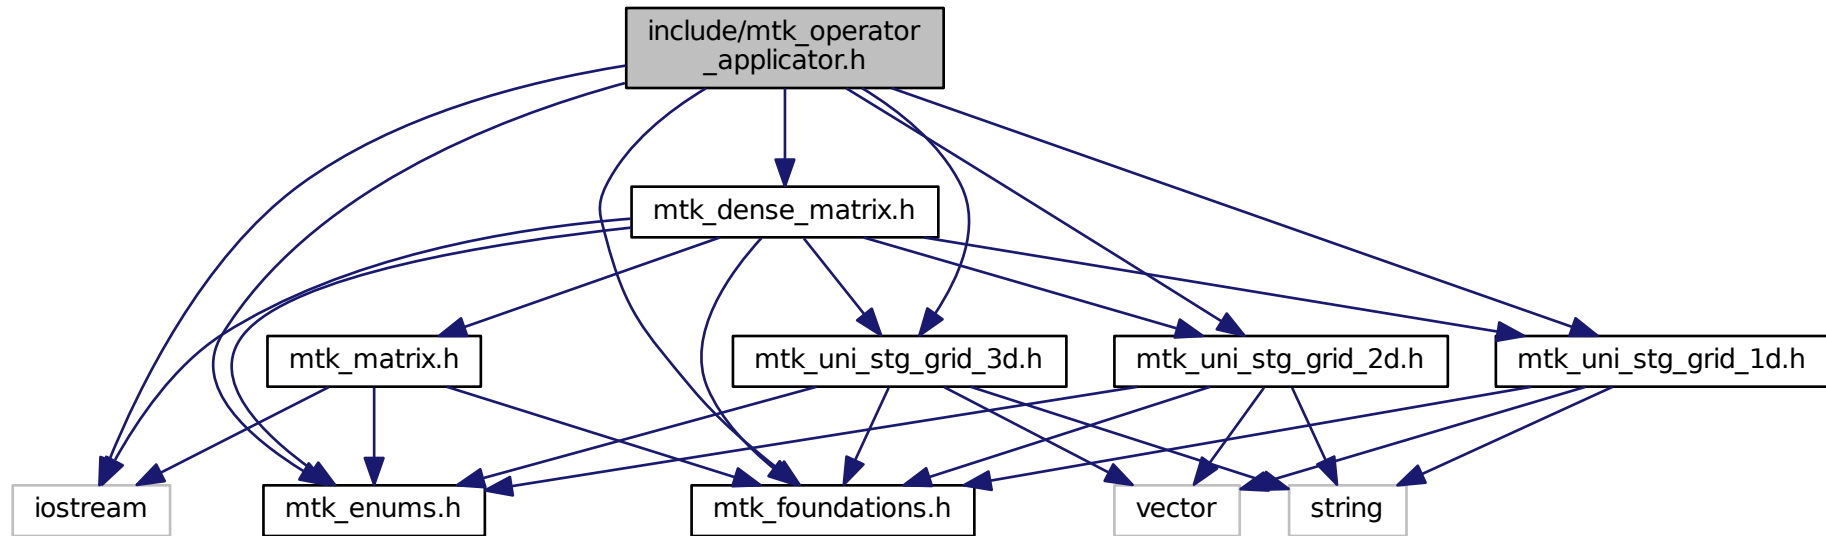 include/mtk_operator
_applicator.h
mtk_dense_matrix.h
mtk_matrix.h
mtk_uni_stg_grid_3d.h
mtk_uni_stg_grid_2d.h
mtk_uni_stg_grid_1d.h
iostream
mtk_enums.h
mtk_foundations.h
vector
string